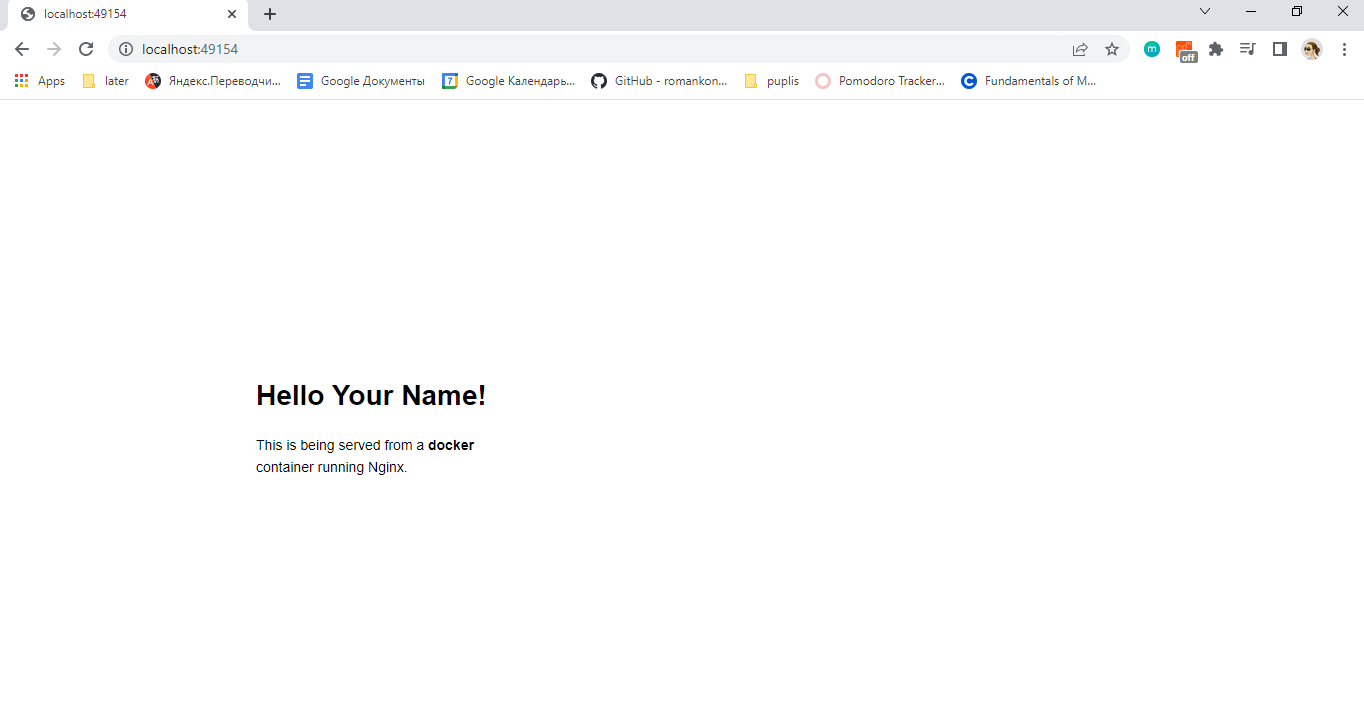 localhost:49154
localhost:49154
Apps later Яндекс.Переводчи... Google Документы Google Календарь... GitHub - romankon... puplis Pomodoro Tracker... Fundamentals of M...
m
off
7
Hello Your Name!
This is being served from a docker
container running Nginx.